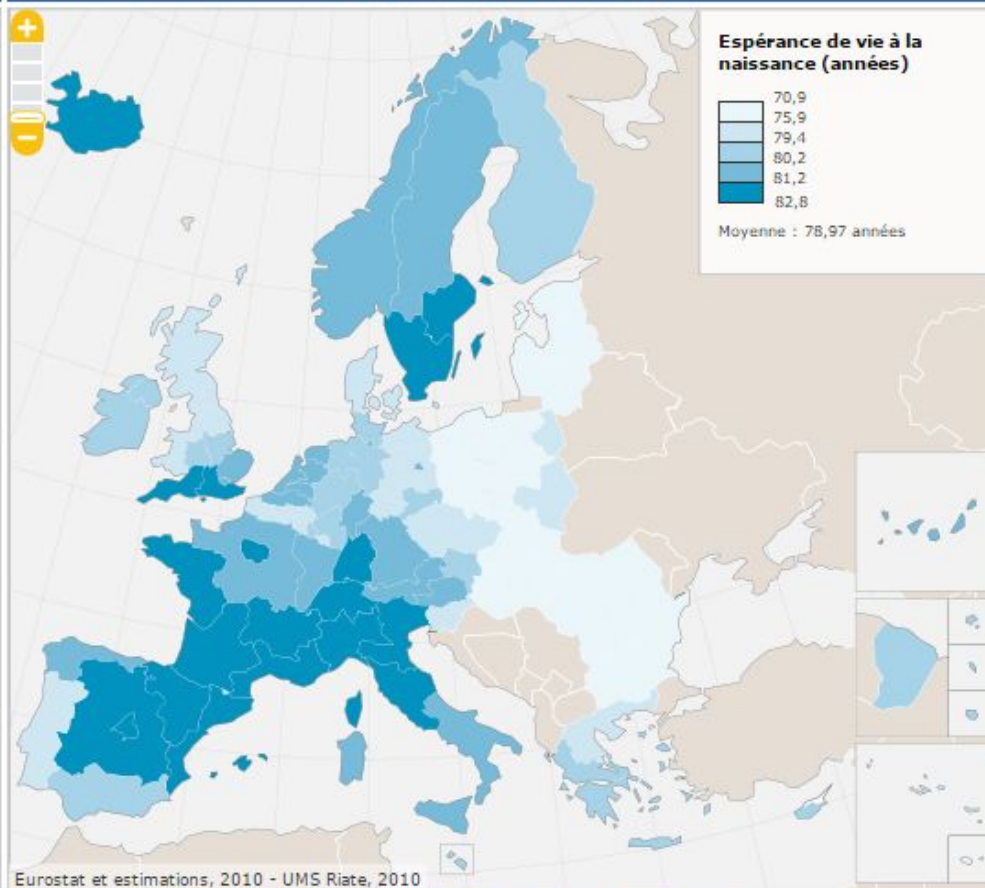 Espérance de vie à la
naissance (années)
70,9
75,9
79,4
80,2
81,2
82,8
Moyenne : 78,97 années
Eurostat et estimations, 2010 - UMS Riate, 2010